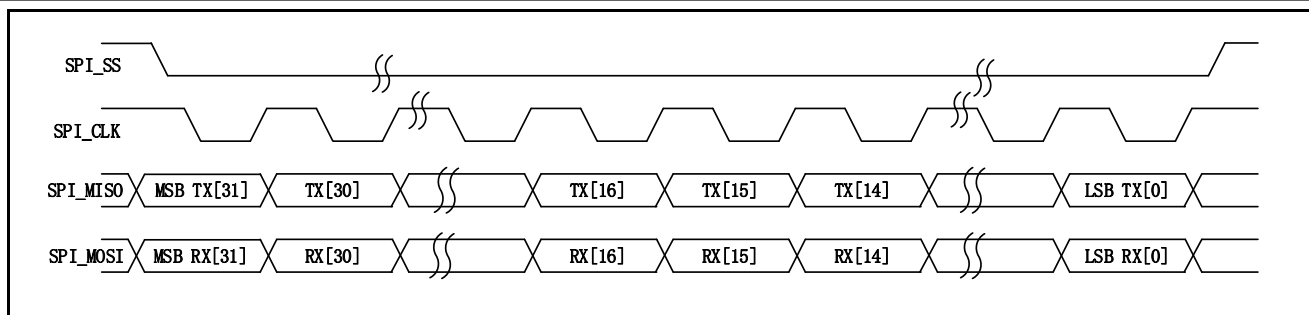 SPI_SS
SPI_CLK
SPI_MISO MSB TX[31] TX[30] TX[16] TX[15] TX[14] LSB TX[0]
SPI_MOSI MSB RX[31] RX[30] RX[16] RX[15] RX[14] LSB RX[0]